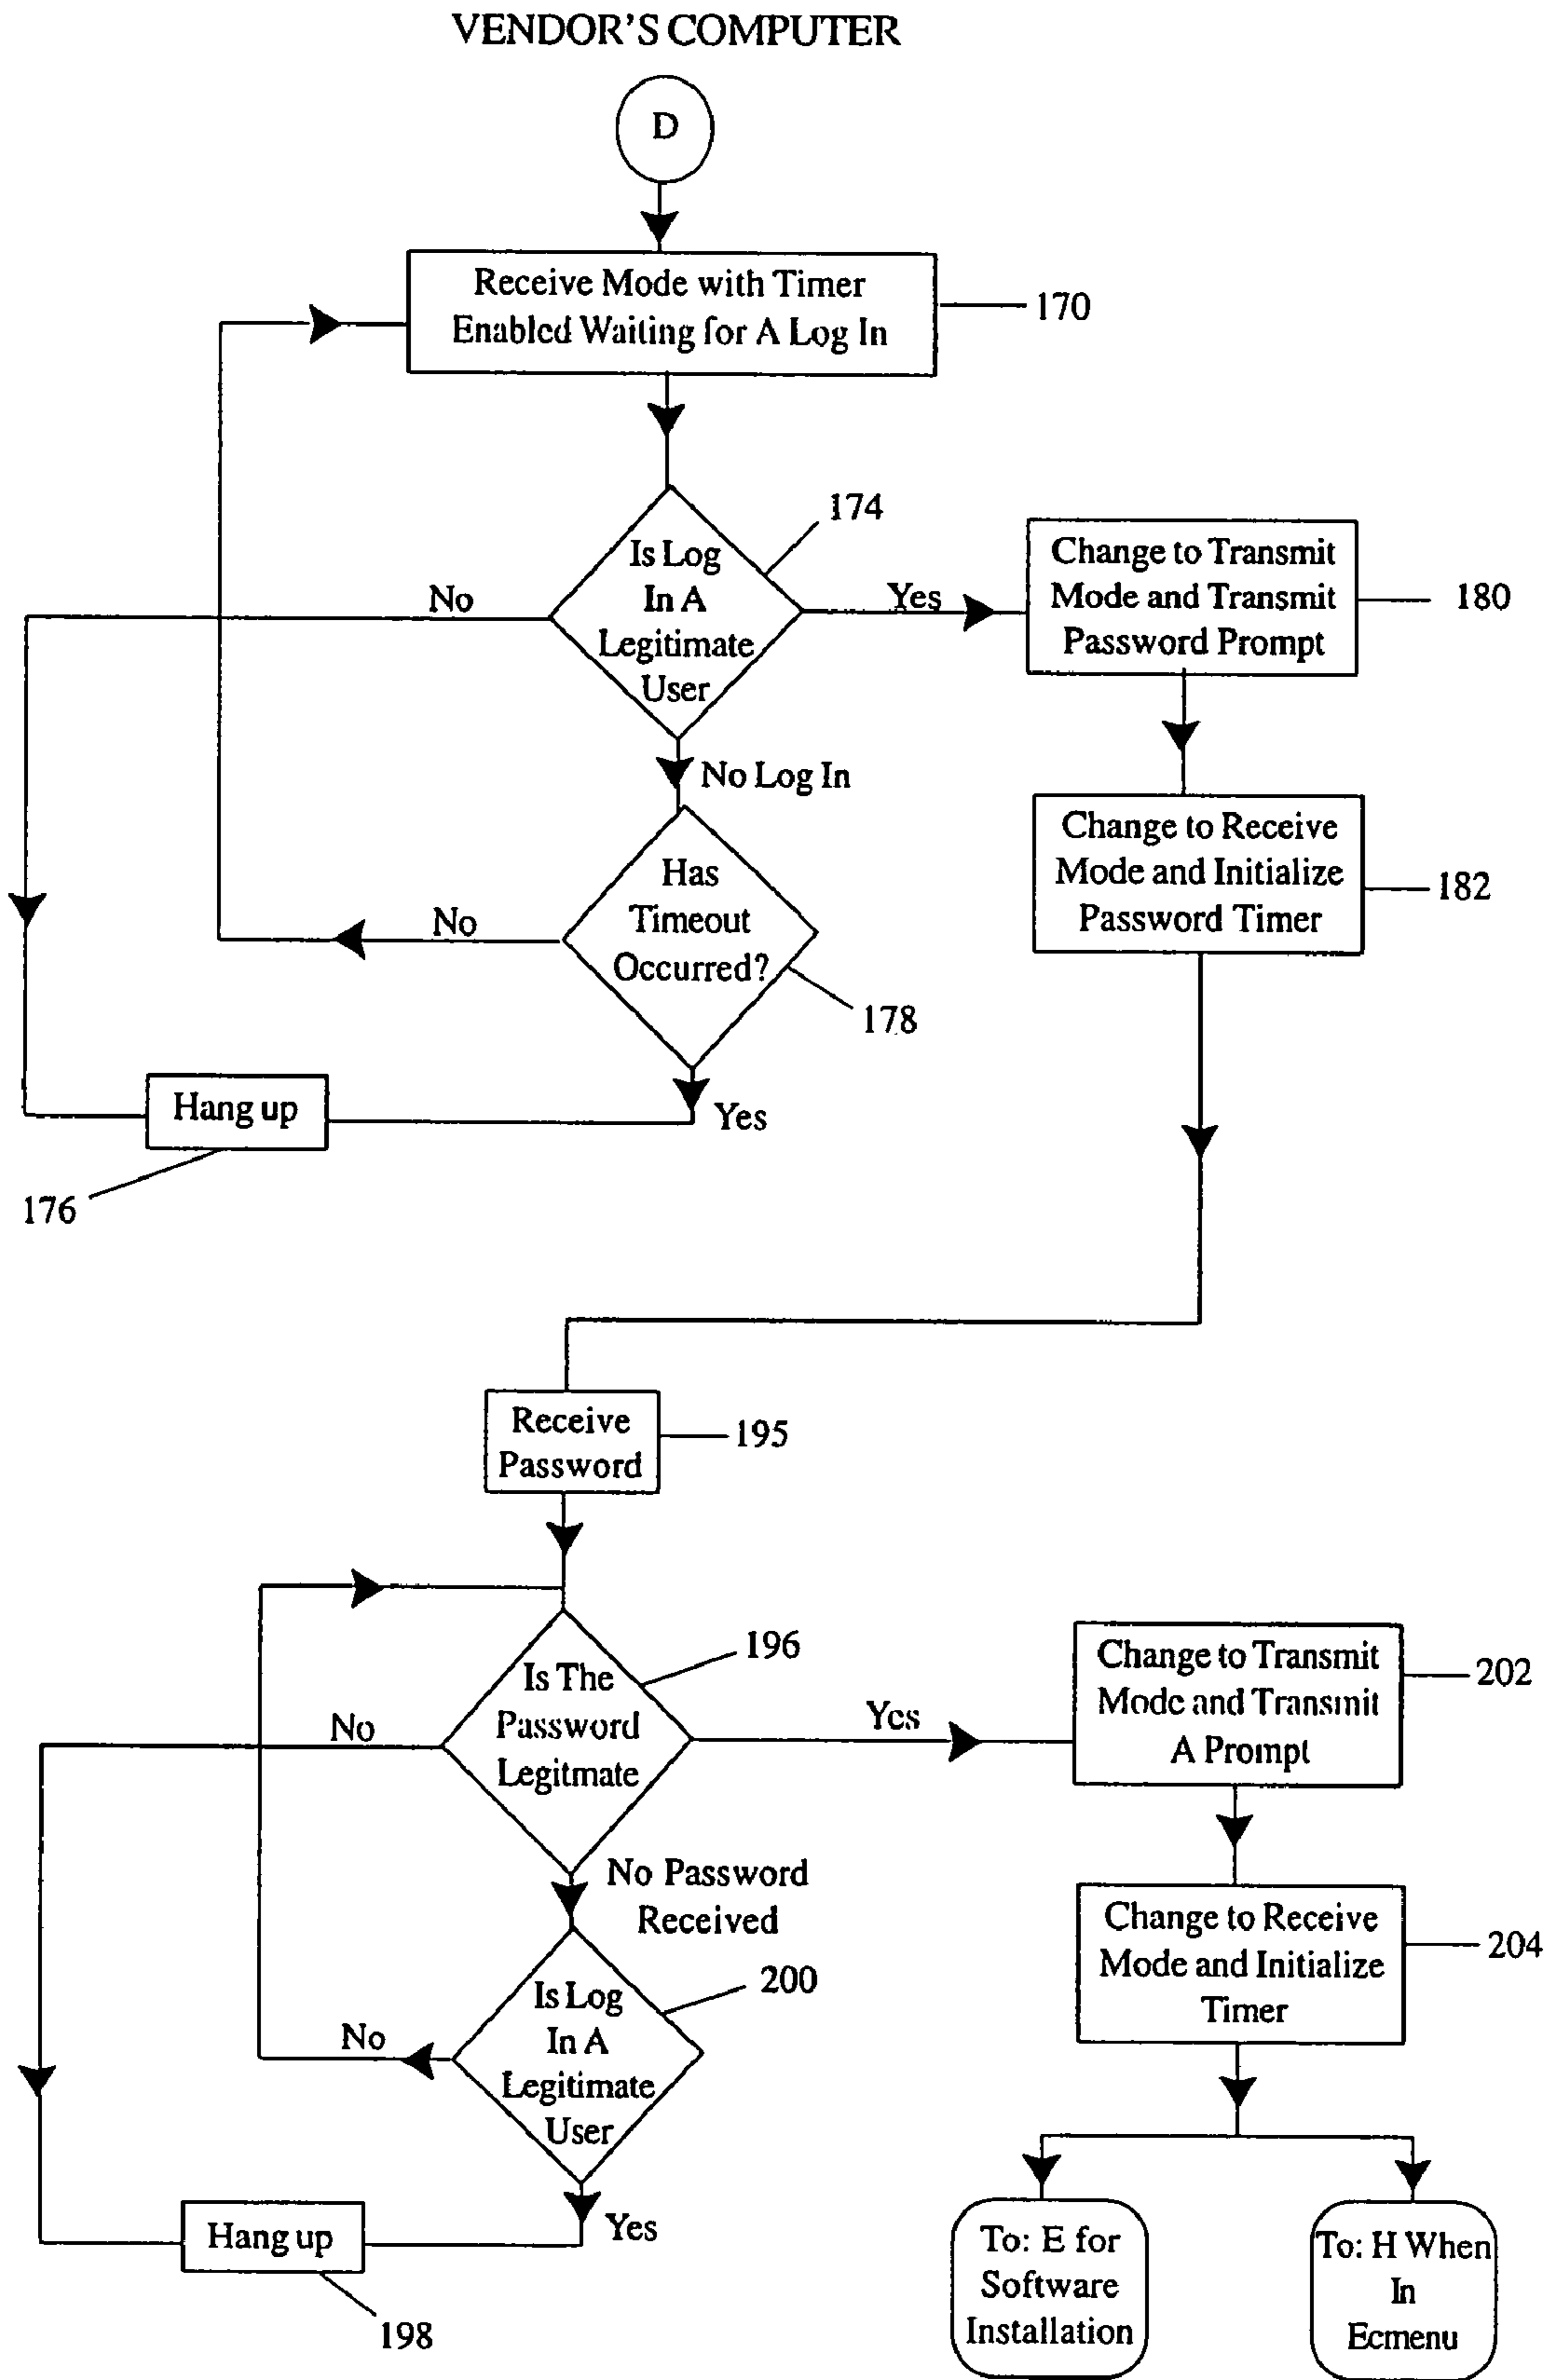 VENDOR'S COMPUTER
D
Receive Mode with Timer
Enabled Waiting for A Log In
170
174
Is Log
In A
Legitimate
User
No
Yes
Change to Transmit
Mode and Transmit
Password Prompt
180
No Log In
Has
Timeout
Occurred?
No
178
Change to Receive
Mode and Initialize
Password Timer
182
Hang up
Yes
176
Receive
Password
195
196
Is The
Password
Legitmate
No
Yes
Change to Transmit
Mode and Transmit
A Prompt
202
No Password
Received
200
Is Log
In A
Legitimate
User
No
Change to Receive
Mode and Initialize
Timer
204
Hang up
Yes
198
To: E for
Software
Installation
To: H When
In
Ecmenu